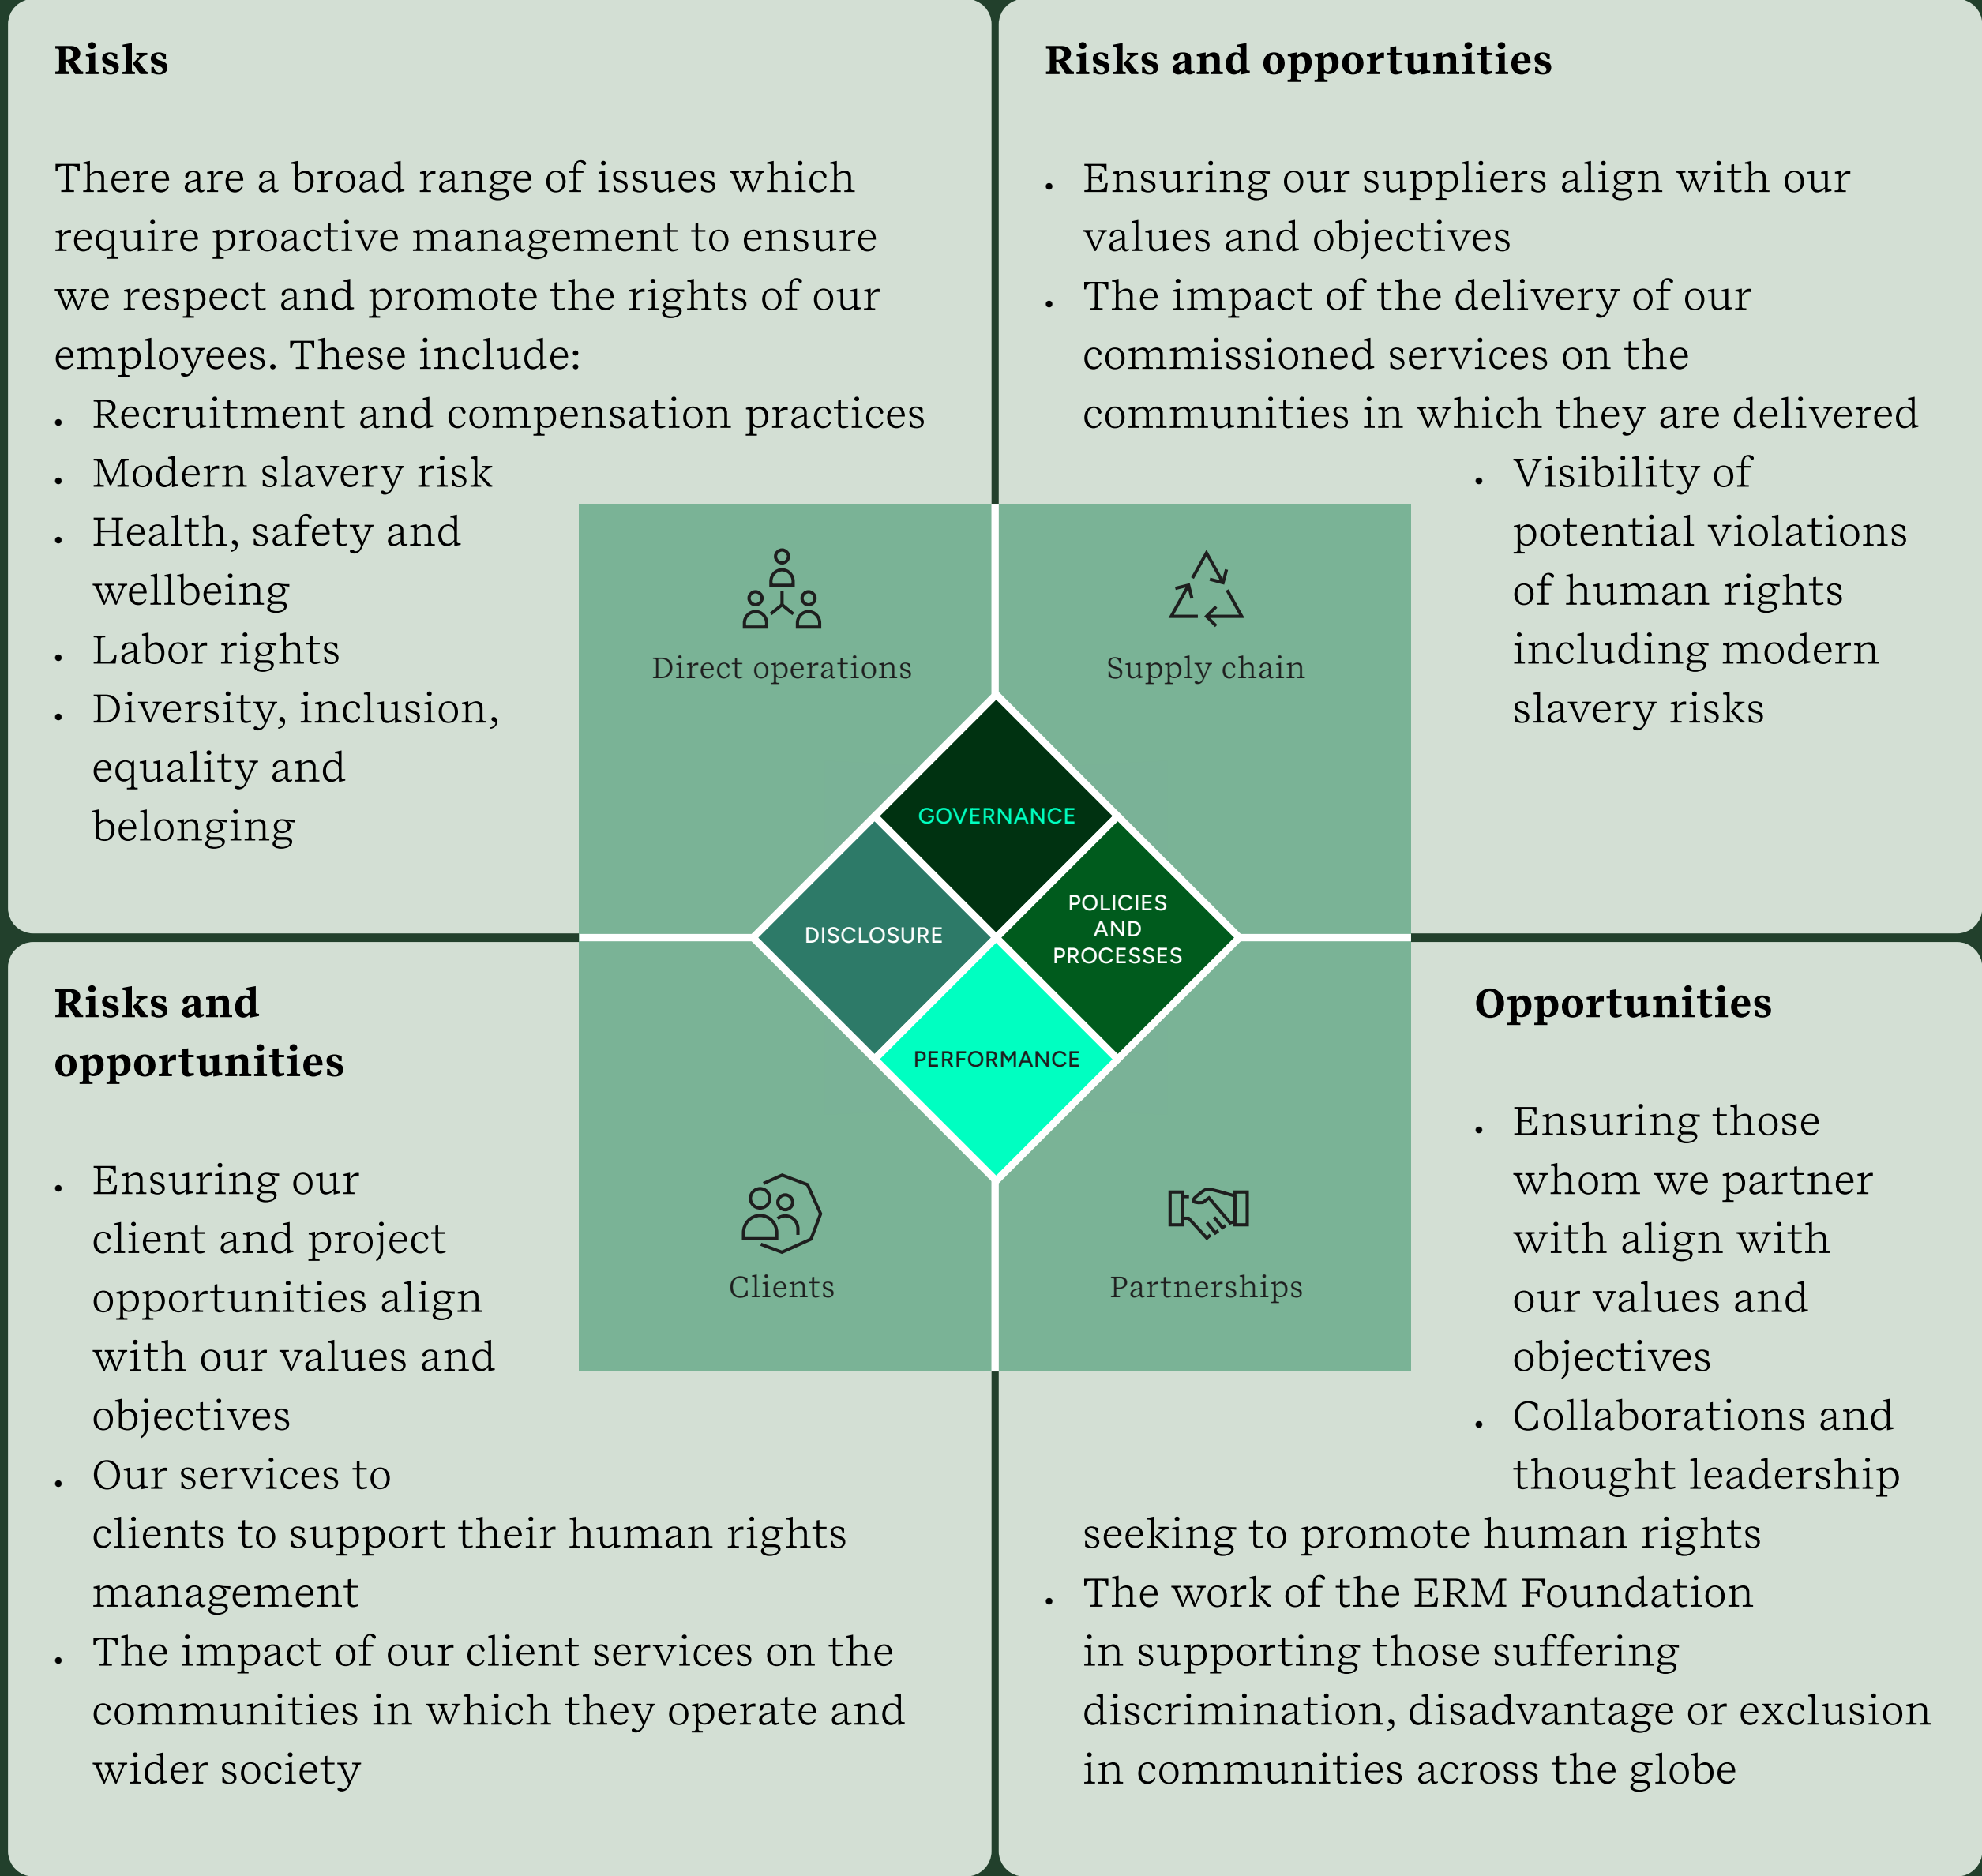 Risks
There are a broad range of issues which
require proactive management to ensure
we respect and promote the rights of our
employees. These include:
• Recruitment and compensation practices
• Modern slavery risk
• Health, safety and
wellbeing
• Labor rights
• Diversity, inclusion,
equality and
belonging
Risks and opportunities
• Ensuring our suppliers align with our
values and objectives
• The impact of the delivery of our
commissioned services on the
communities in which they are delivered
• Visibility of
potential violations
of human rights
including modern
slavery risks
Direct operations
Supply chain
GOVERNANCE
DISCLOSURE
POLICIES
AND
PROCESSES
PERFORMANCE
Clients
Partnerships
Risks and
opportunities
• Ensuring our
client and project
opportunities align
with our values and
objectives
• Our services to
clients to support their human rights
management
• The impact of our client services on the
communities in which they operate and
wider society
Opportunities
• Ensuring those
whom we partner
with align with
our values and
objectives
• Collaborations and
thought leadership
seeking to promote human rights
• The work of the ERM Foundation
in supporting those suffering
discrimination, disadvantage or exclusion
in communities across the globe